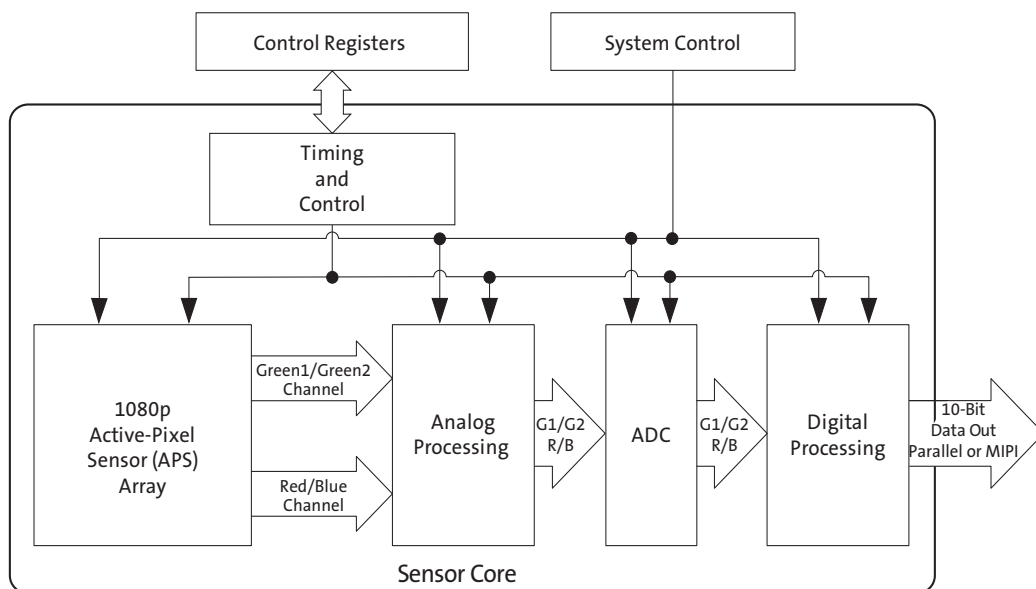 Control Registers
System Control
Timing
and
Control
1080p
Active-Pixel
Sensor (APS)
Array
Green1/Green2
Channel
Red/Blue
Channel
Analog
Processing
G1/G2
R/B
ADC
G1/G2
R/B
Digital
Processing
10-Bit
Data Out
Parallel or MIPI
Sensor Core